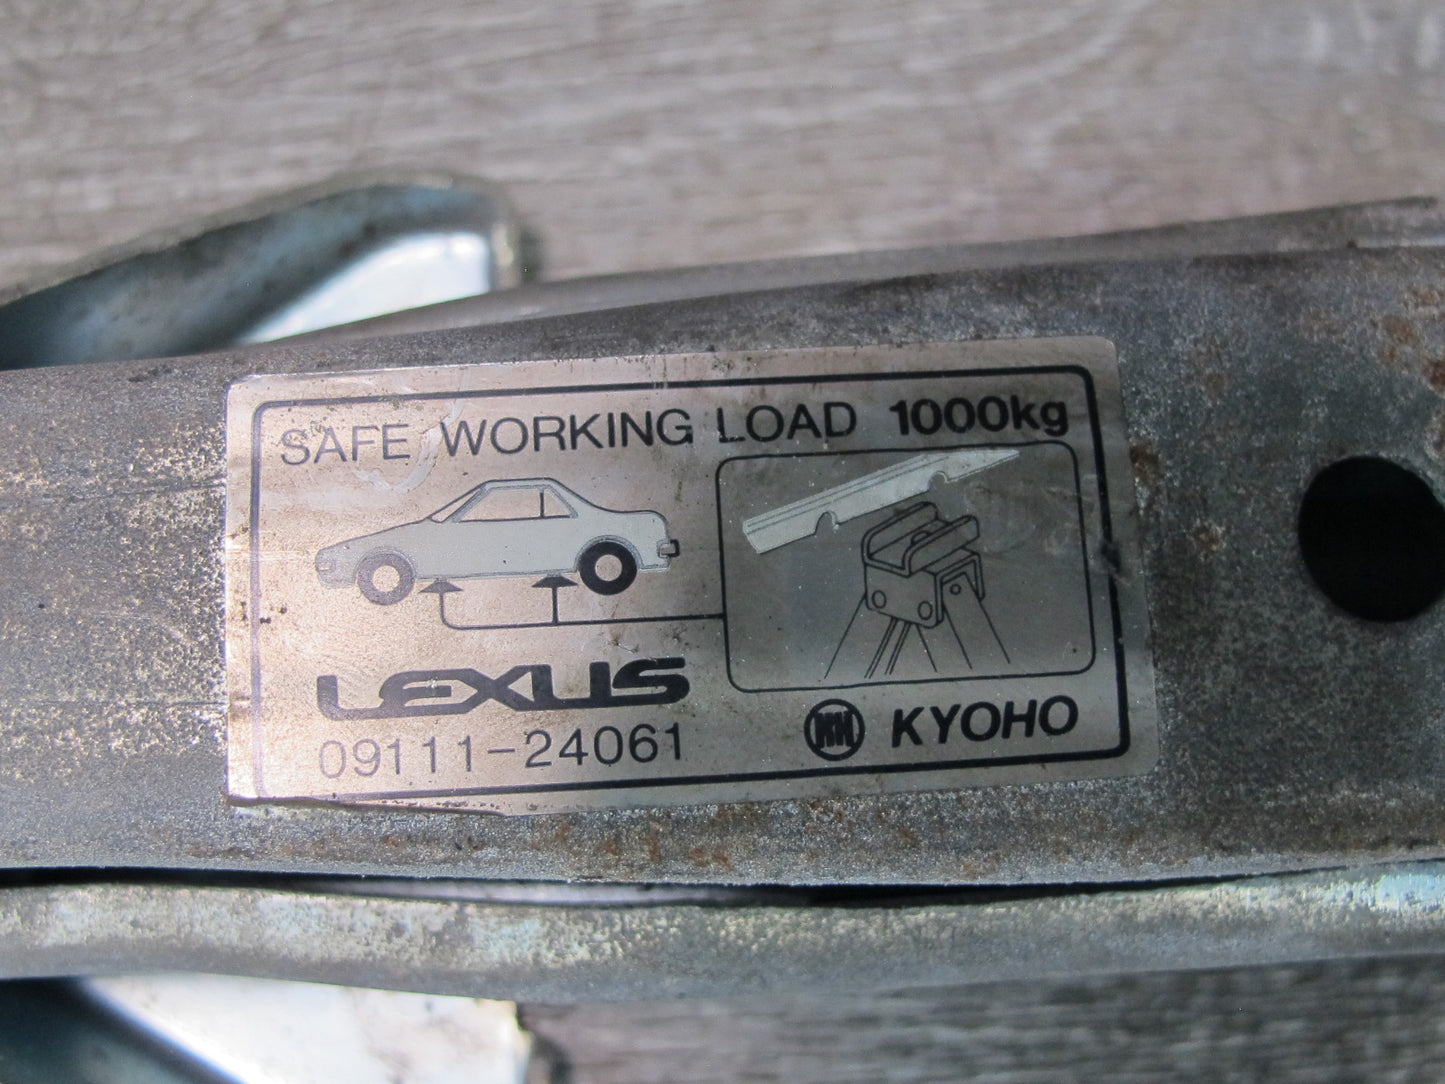 SAFE WORKING LOAD 1000kg
LEXUS
09111-24061
KYOHO